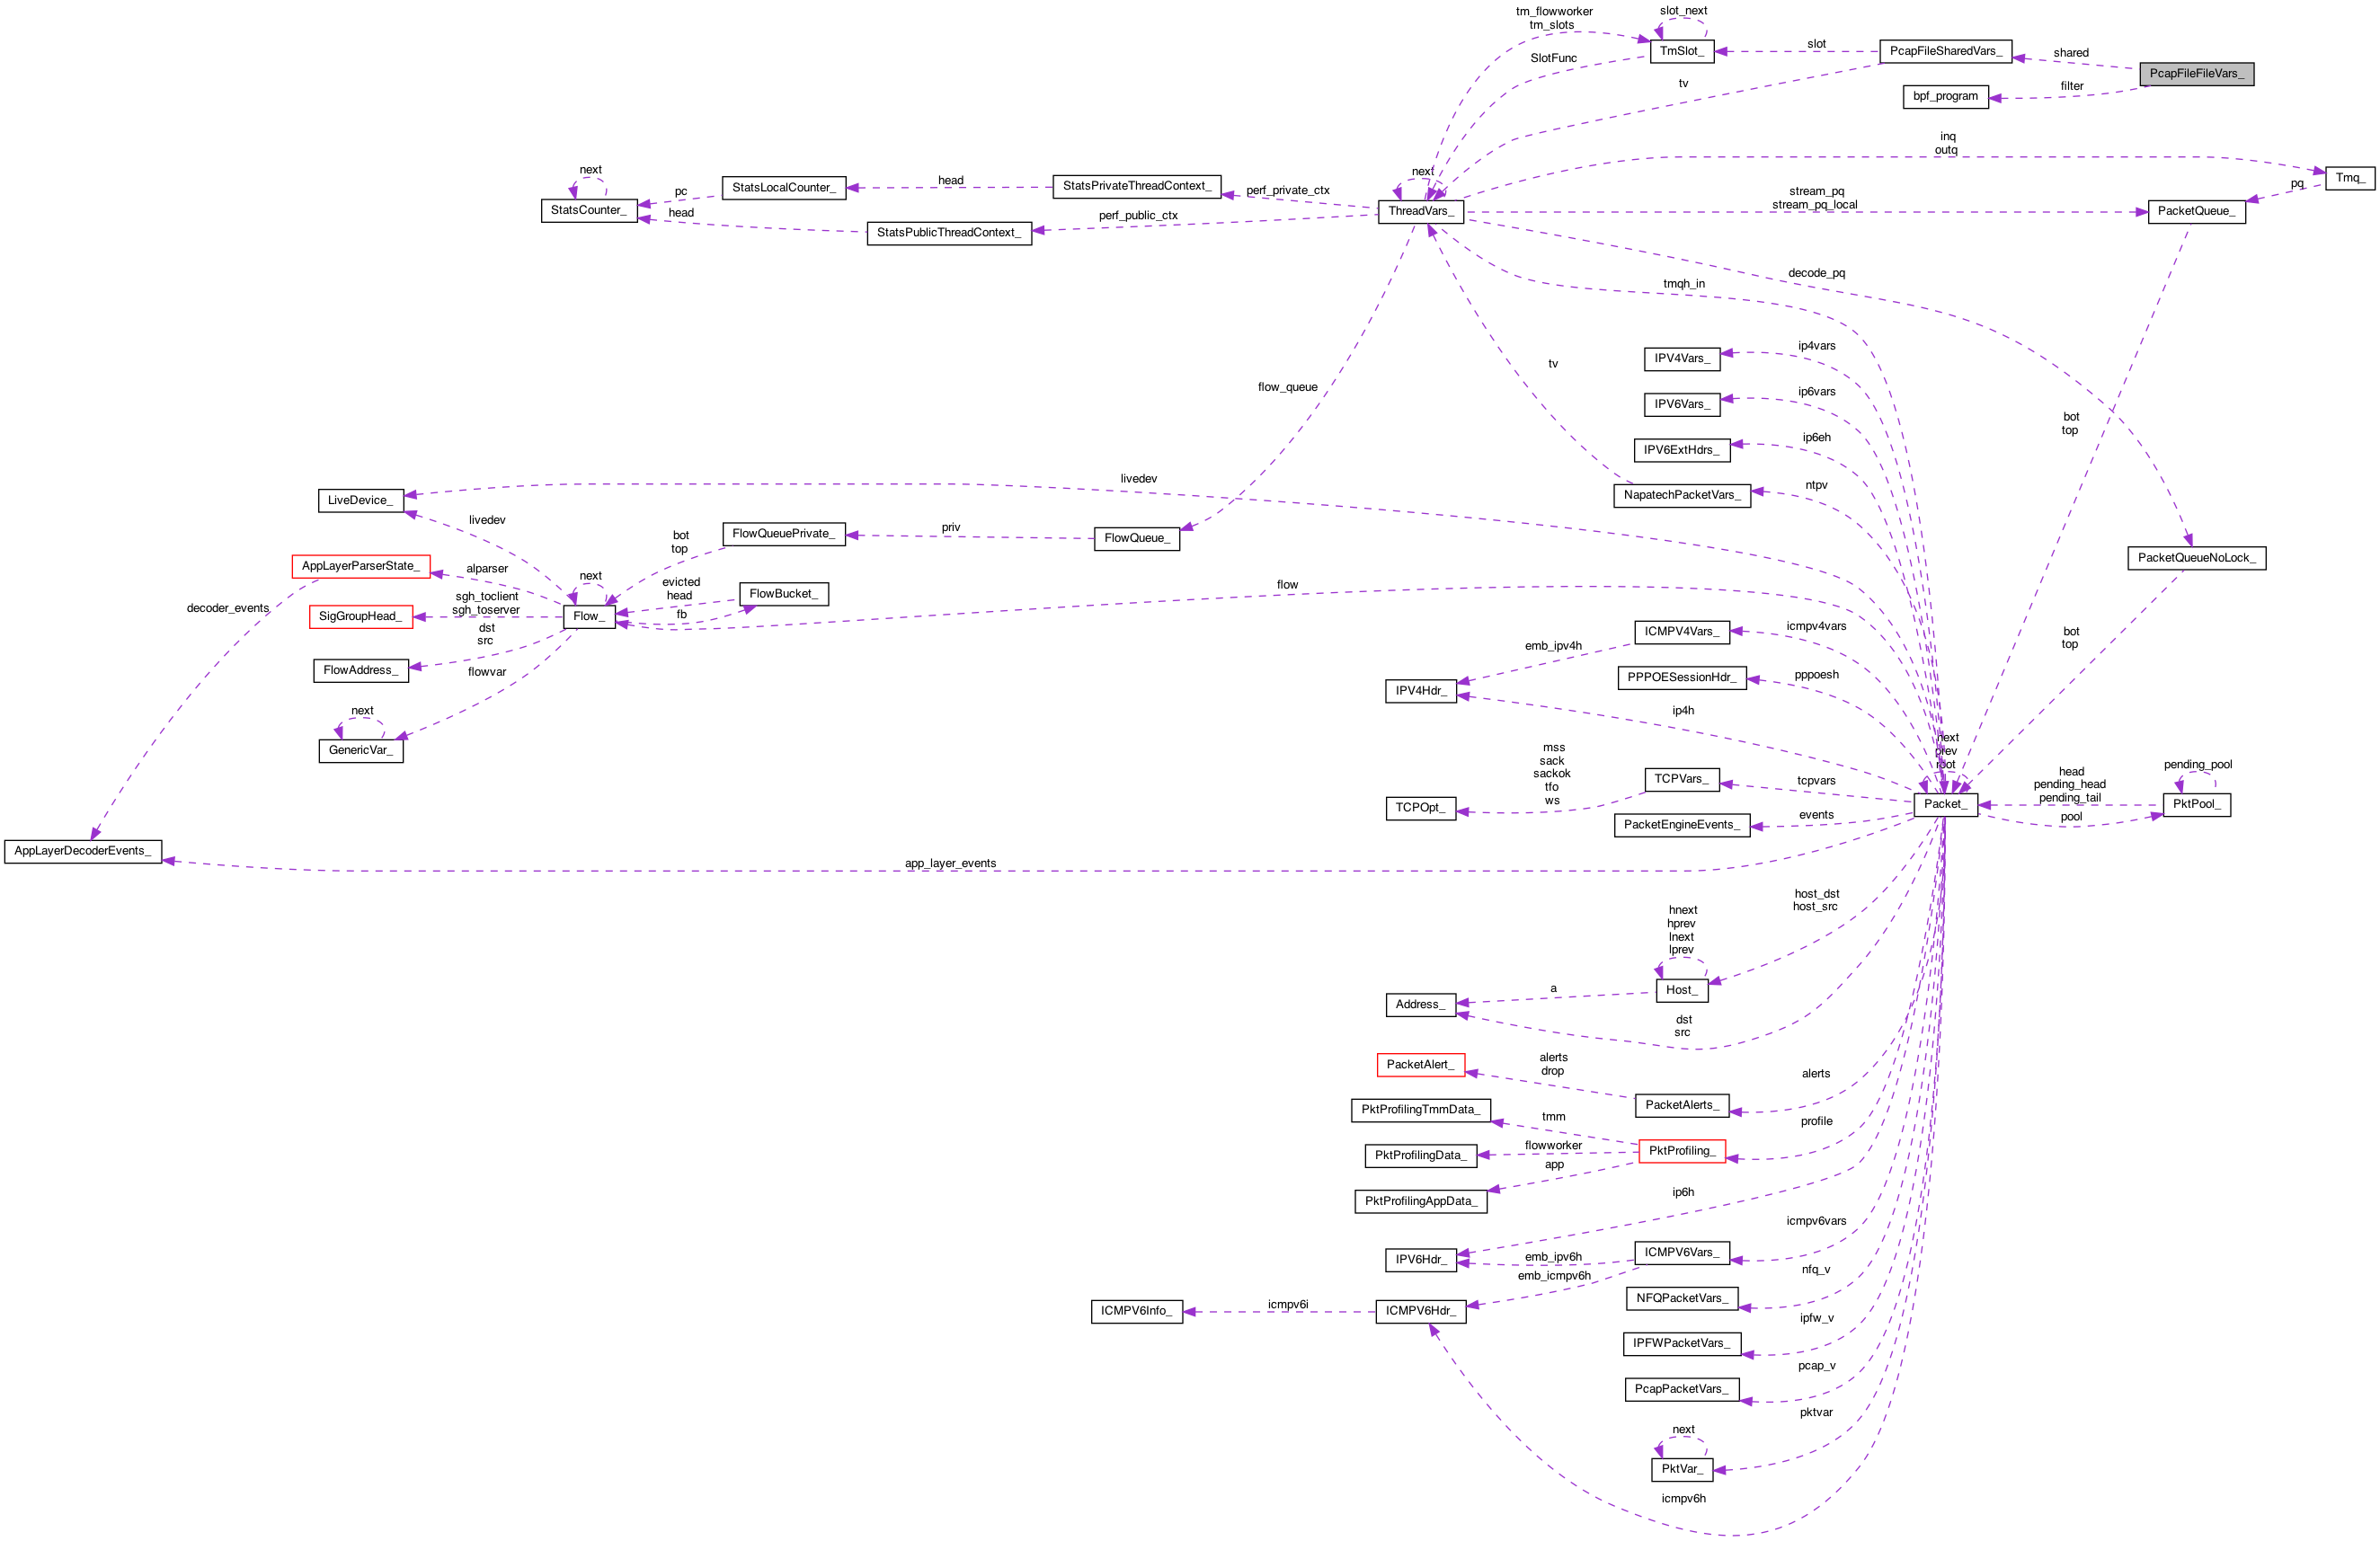 tm_flowworker
tm_slots
slot_next
TmSlot_
slot
PcapFileSharedVars_
shared
PcapFileFileVars_
SlotFunc
tv
bpf_program
filter
inq
outq
Tmq_
pq
next
StatsCounter_
pc
head
StatsLocalCounter_
head
StatsPrivateThreadContext_
perf_private_ctx
next
ThreadVars_
stream_pq
stream_pq_local
PacketQueue_
StatsPublicThreadContext_
perf_public_ctx
decode_pq
tmqh_in
IPV4Vars_
ip4vars
tv
flow_queue
IPV6Vars_
ip6vars
bot
top
IPV6ExtHdrs_
ip6eh
LiveDevice_
livedev
livedev
NapatechPacketVars_
ntpv
FlowQueuePrivate_
priv
FlowQueue_
bot
top
PacketQueueNoLock_
AppLayerParserState_
alparser
next
evicted
head
FlowBucket_
flow
decoder_events
SigGroupHead_
sgh_toclient
sgh_toserver
Flow_
fb
dst
src
FlowAddress_
flowvar
ICMPV4Vars_
icmpv4vars
emb_ipv4h
bot
top
PPPOESessionHdr_
pppoesh
IPV4Hdr_
ip4h
next
GenericVar_
mss
sack
sackok
tfo
ws
TCPOpt_
TCPVars_
tcpvars
next
prev
root
Packet_
head
pending_head
pending_tail
pool
pending_pool
PktPool_
PacketEngineEvents_
events
AppLayerDecoderEvents_
app_layer_events
host_dst
host_src
hnext
hprev
lnext
lprev
Host_
a
Address_
dst
src
PacketAlert_
alerts
drop
PacketAlerts_
alerts
PktProfilingTmmData_
tmm
profile
PktProfilingData_
flowworker
PktProfiling_
app
PktProfilingAppData_
ip6h
IPV6Hdr_
emb_ipv6h
ICMPV6Vars_
icmpv6vars
emb_icmpv6h
NFQPacketVars_
nfq_v
ICMPV6Info_
icmpv6i
ICMPV6Hdr_
IPFWPacketVars_
ipfw_v
PcapPacketVars_
pcap_v
next
PktVar_
pktvar
icmpv6h